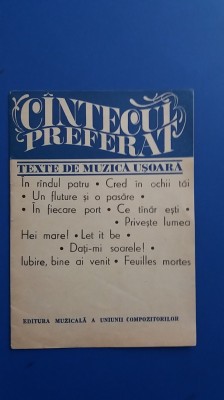 CÎNTECUL
PREFERAT
TEXTE DE MUZICĂ UȘOARĂ
În rîndul patru • Cred în ochii tăi
• Un fluture și o pasăre •
• În fiecare port • Ce tînăr ești •
• Privește lumea
Hei mare! • Let it be •
• Dați-mi soarele! •
Iubire, bine ai venit • Feuilles mortes
EDITURA MUZICALĂ A UNIUNII COMPOZITORILOR